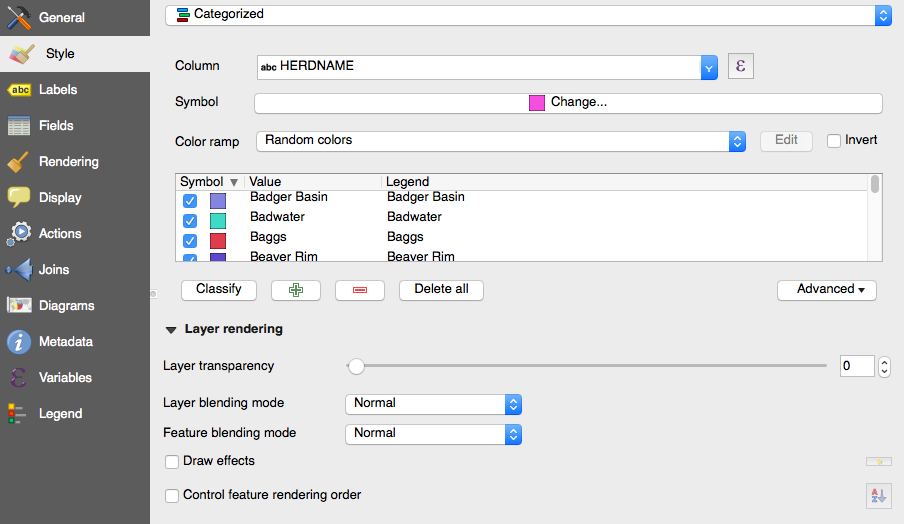 General
Style
abc Labels
Fields
Rendering
Display
Actions
Joins
Diagrams
Metadata
Variables
Legend
Categorized
Column abc HERDNAME ε
Symbol Change...
Color ramp Random colors Edit Invert
Symbol Value Legend
Badger Basin Badger Basin
Badwater Badwater
Baggs Baggs
Beaver Rim Beaver Rim
Classify Delete all Advanced
Layer rendering
Layer transparency 0
Layer blending mode Normal
Feature blending mode Normal
Draw effects
Control feature rendering order